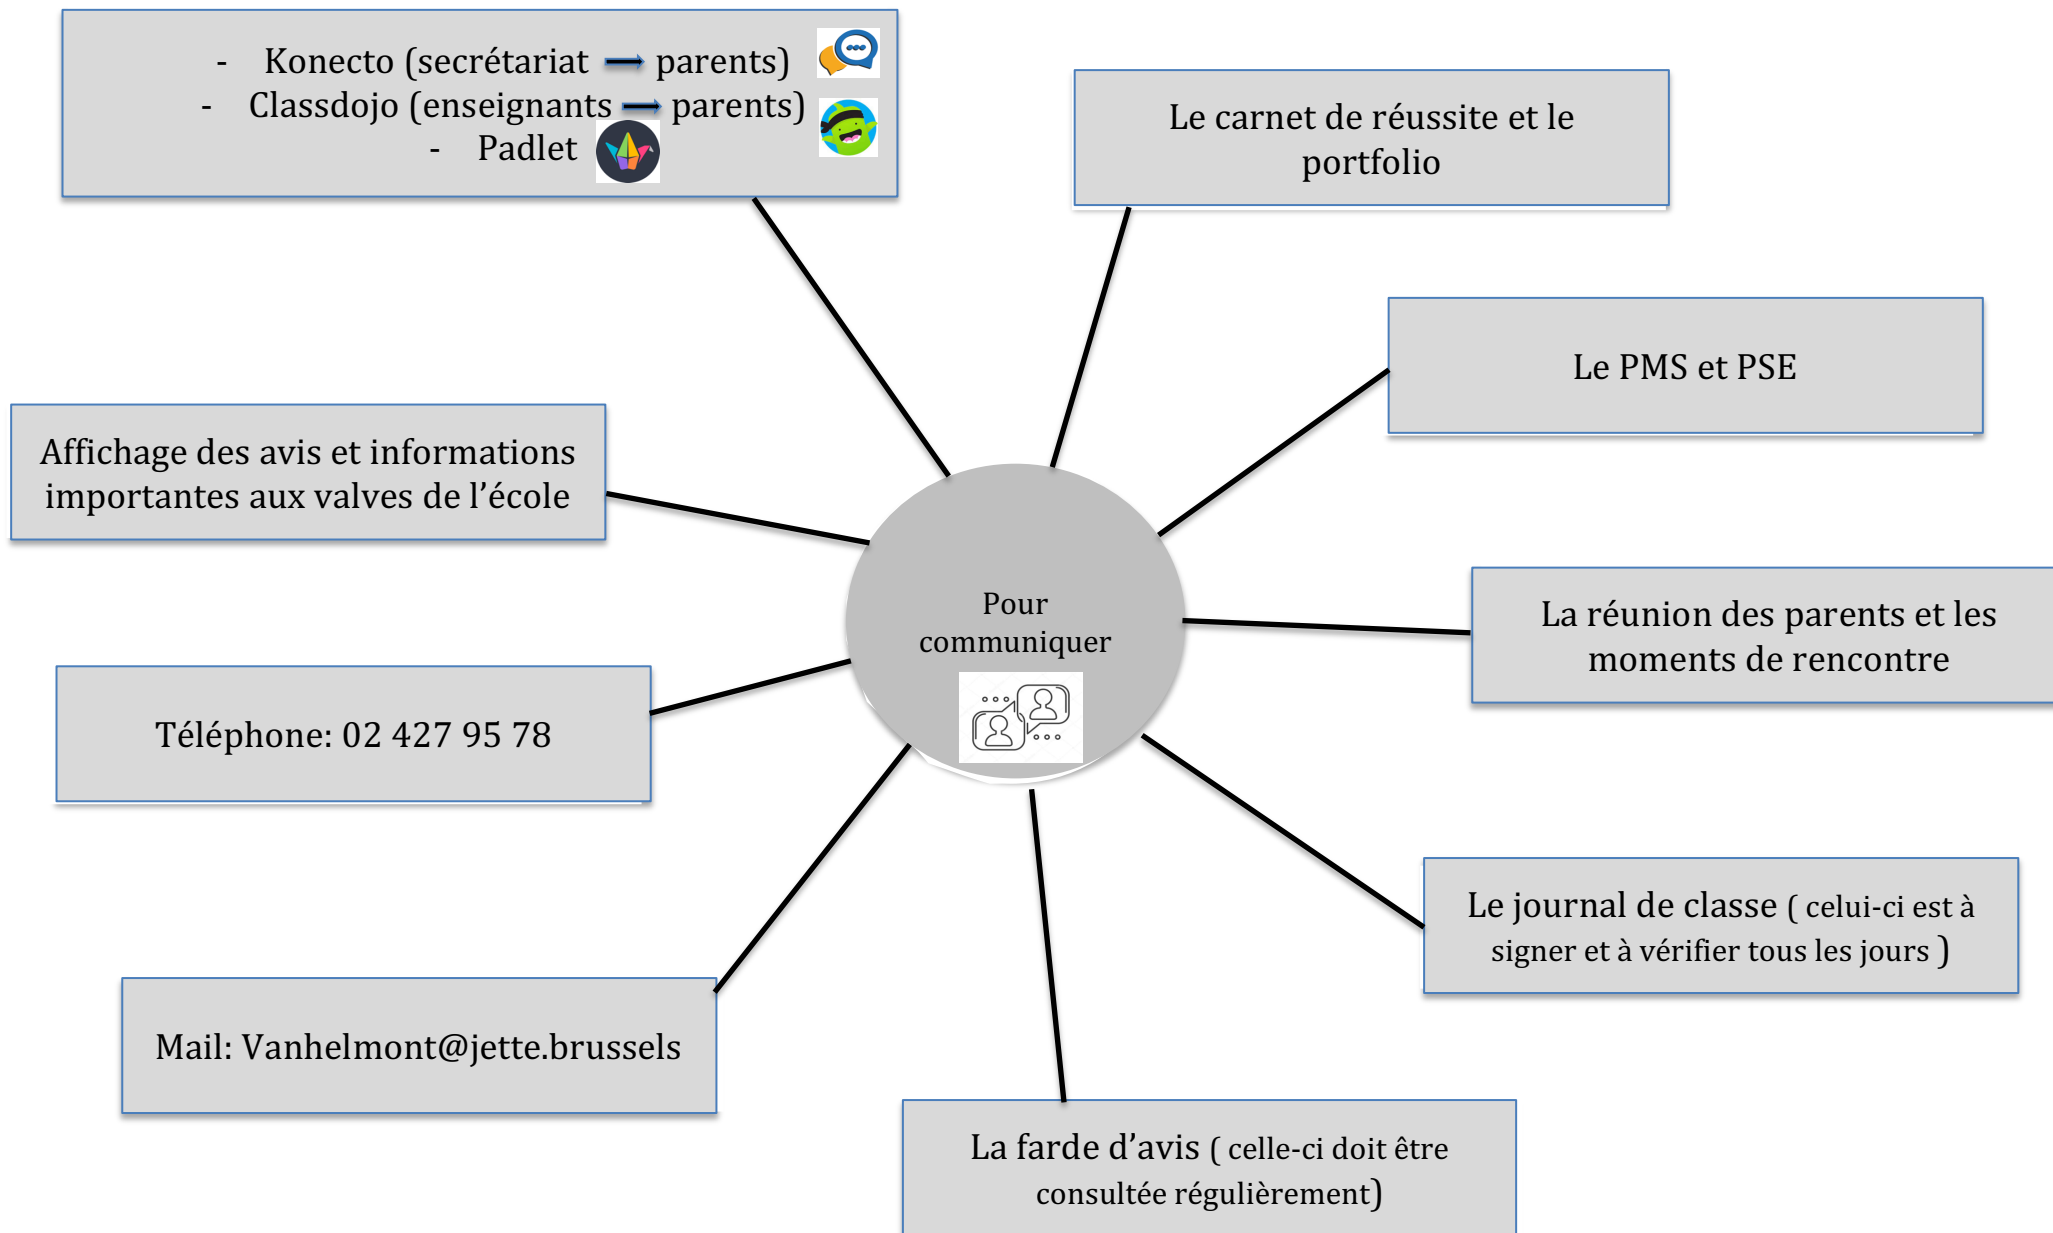 - Konecto (secrétariat → parents)
- Classdojo (enseignants → parents)
- Padlet
Le carnet de réussite et le
portfolio
Le PMS et PSE
Affichage des avis et informations
importantes aux valves de l’école
Pour
communiquer
La réunion des parents et les
moments de rencontre
Téléphone: 02 427 95 78
Le journal de classe ( celui-ci est à
signer et à vérifier tous les jours )
Mail: Vanhelmont@jette.brussels
La farde d’avis ( celle-ci doit être
consultée régulièrement)